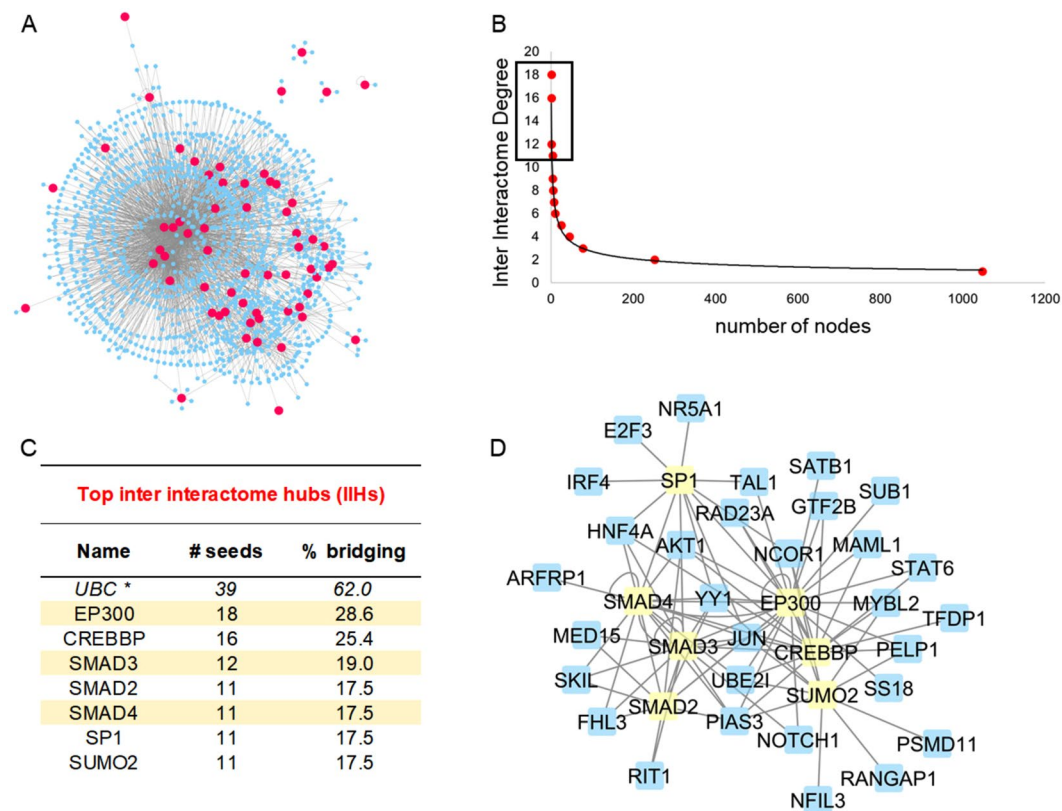 A
B
Inter Interactome Degree
20
18
16
14
12
10
8
6
4
2
0
0
200
400
600
800
1000
1200
number of nodes
C
Top inter interactome hubs (IIHs)
Name # seeds % bridging
UBC * 39 62.0
EP300 18 28.6
CREBBP 16 25.4
SMAD3 12 19.0
SMAD2 11 17.5
SMAD4 11 17.5
SP1 11 17.5
SUMO2 11 17.5
D
NR5A1
E2F3
SATB1
IRF4
SP1
TAL1
SUB1
RAD23A
GTF2B
HNF4A
AKT1
NCOR1
MAML1
STAT6
ARFRP1
SMAD4
YY1
EP300
MYBL2
TFDP1
MED15
SMAD3
JUN
CREBBP
PELP1
SKIL
UBE2I
SUMO2
SS18
SMAD2
FHL3
PIAS3
NOTCH1
PSMD11
RIT1
RANGAP1
NFIL3